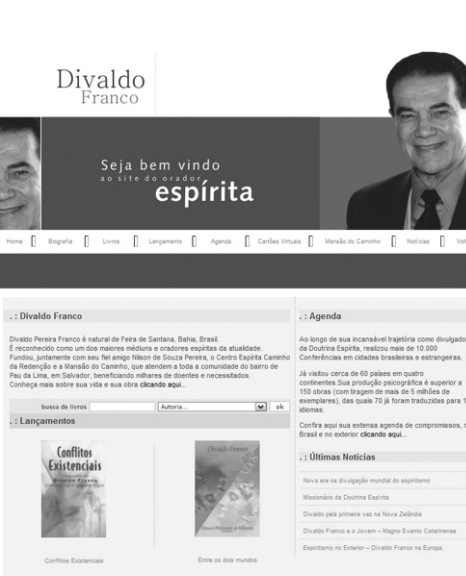 Divaldo
Franco
Seja bem vindo
ao site do orador
espírita
Home Biografia Livros Lançamento Agenda Cartões Virtuais Mansão do Caminho Notícias
. : Divaldo Franco
Divaldo Pereira Franco é natural de Feira de Santana, Bahia, Brasil.
É reconhecido como um dos maiores médiuns e oradores espíritas da atualidade.
Fundou, juntamente com seu fiel amigo Nilson de Souza Pereira, o Centro Espírita Caminho
da Redenção e a Mansão do Caminho, que atendem a toda a comunidade do bairro de
Pau da Lima, em Salvador, beneficiando milhares de doentes e necessitados.
Conheça mais sobre sua vida e sua obra clicando aqui...
busca de livros Autoria... ok
. : Lançamentos
Conflitos
Existenciais
Divaldo Franco
Divaldo Franco
Conflitos Existenciais
Entre os dois mundos
. : Agenda
Ao longo de sua incansável trajetória como divulgado
da Doutrina Espírita, realizou mais de 10.000
Conferências em cidades brasileiras e estrangeiras.
Já visitou cerca de 60 países em quatro
continentes.Sua produção psicográfica é superior a
150 obras (com tiragem de mais de 5 milhões de
exemplares), das quais 70 já foram traduzidas para 1
idiomas.
Confira aqui sua extensa agenda de compromissos, n
Brasil e no exterior clicando aqui...
. : Últimas Notícias
Nova era na divulgação mundial do espiritismo
Missionário da Doutrina Espírita
Divaldo pela primeira vez na Nova Zelândia
Divaldo Franco e o Jovem – Magno Evento Catarinense
Espiritismo no Exterior – Divaldo Franco na Europa.